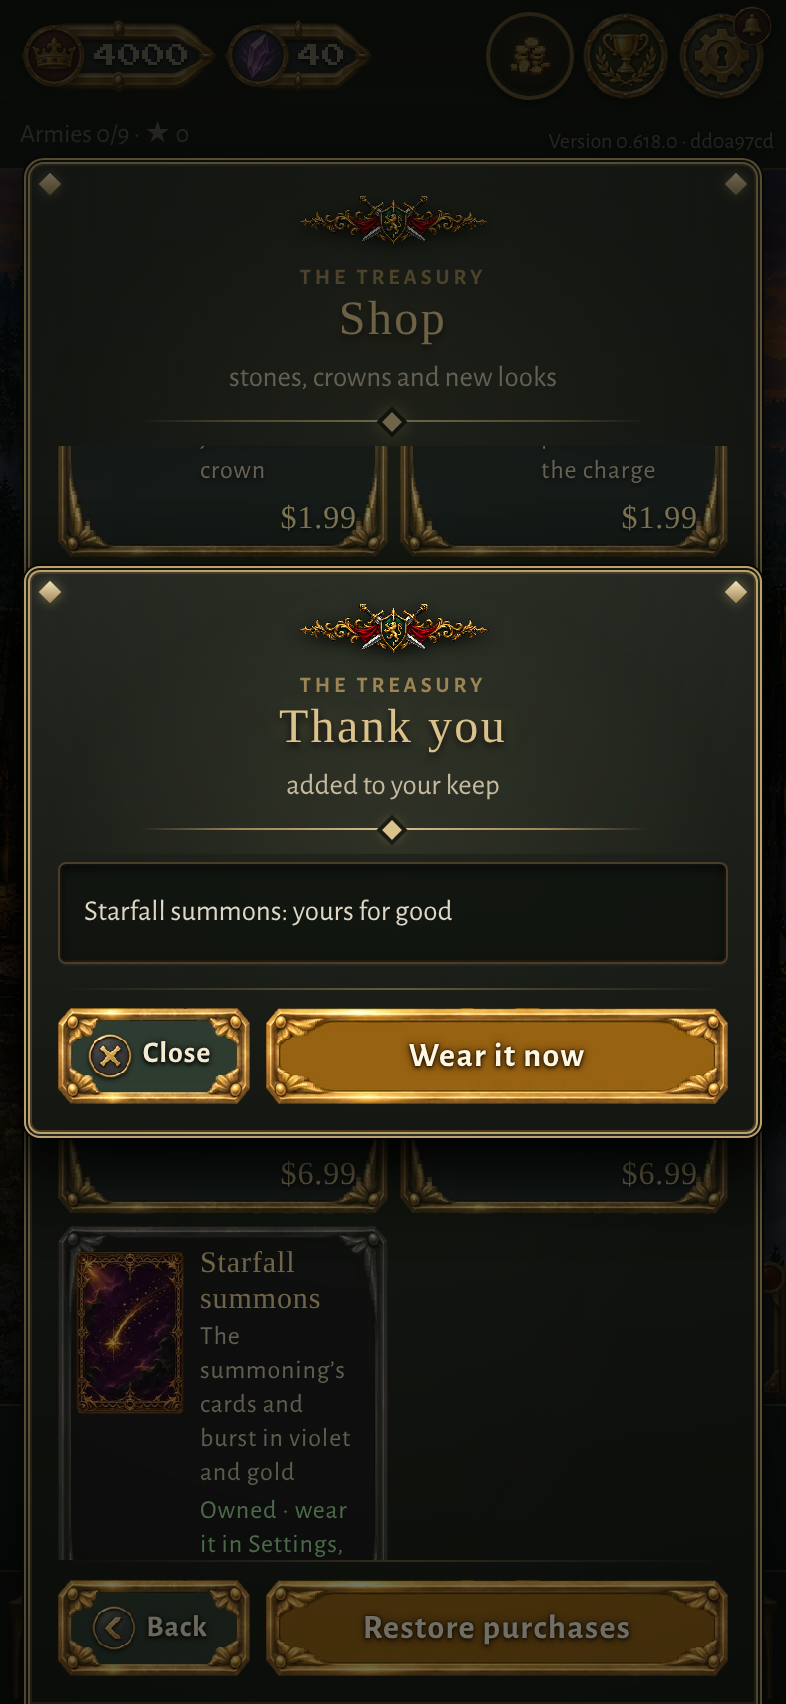 4000
40
Armies 0/9 · ★ 0
Version 0.618.0 · dd0a97cd
THE TREASURY
Shop
stones, crowns and new looks
crown
the charge
$1.99
$1.99
THE TREASURY
Thank you
added to your keep
Starfall summons: yours for good
Close
Wear it now
$6.99
$6.99
Starfall
summons
The
summoning’s
cards and
burst in violet
and gold
Owned · wear
it in Settings,
Back
Restore purchases